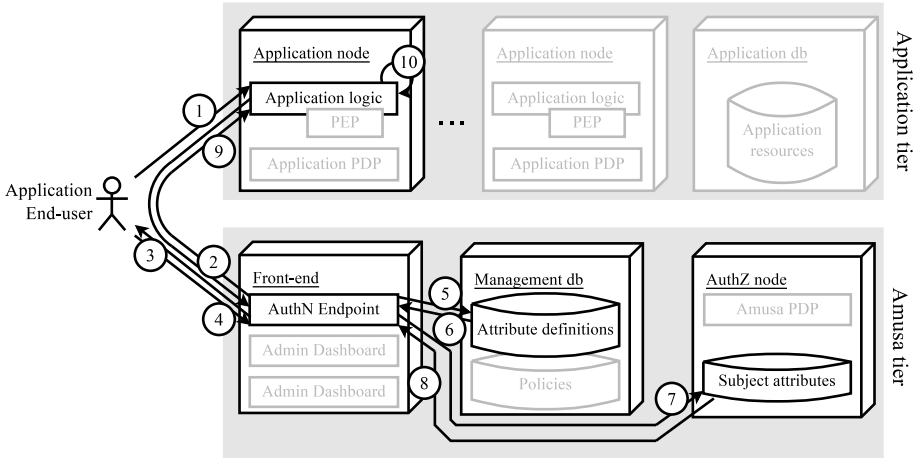 Application node
10
Application logic
PEP
Application PDP
...
Application node
Application logic
PEP
Application PDP
Application db
Application
resources
Application tier
1
9
Application
End-user
3
2
4
Front-end
AuthN Endpoint
Admin Dashboard
Admin Dashboard
5
6
8
Management db
Attribute definitions
Policies
7
AuthZ node
Amusa PDP
Subject attributes
Amusa tier